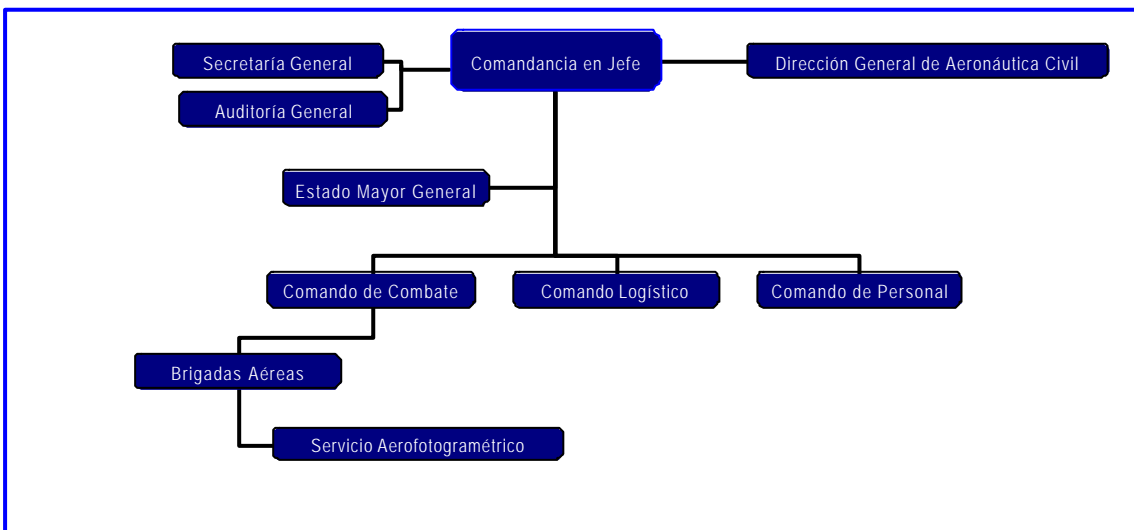 Secretaría General
Comandancia en Jefe
Dirección General de Aeronáutica Civil
Auditoría General
Estado Mayor General
Comando de Combate
Comando Logístico
Comando de Personal
Brigadas Aéreas
Servicio Aerofotogramétrico